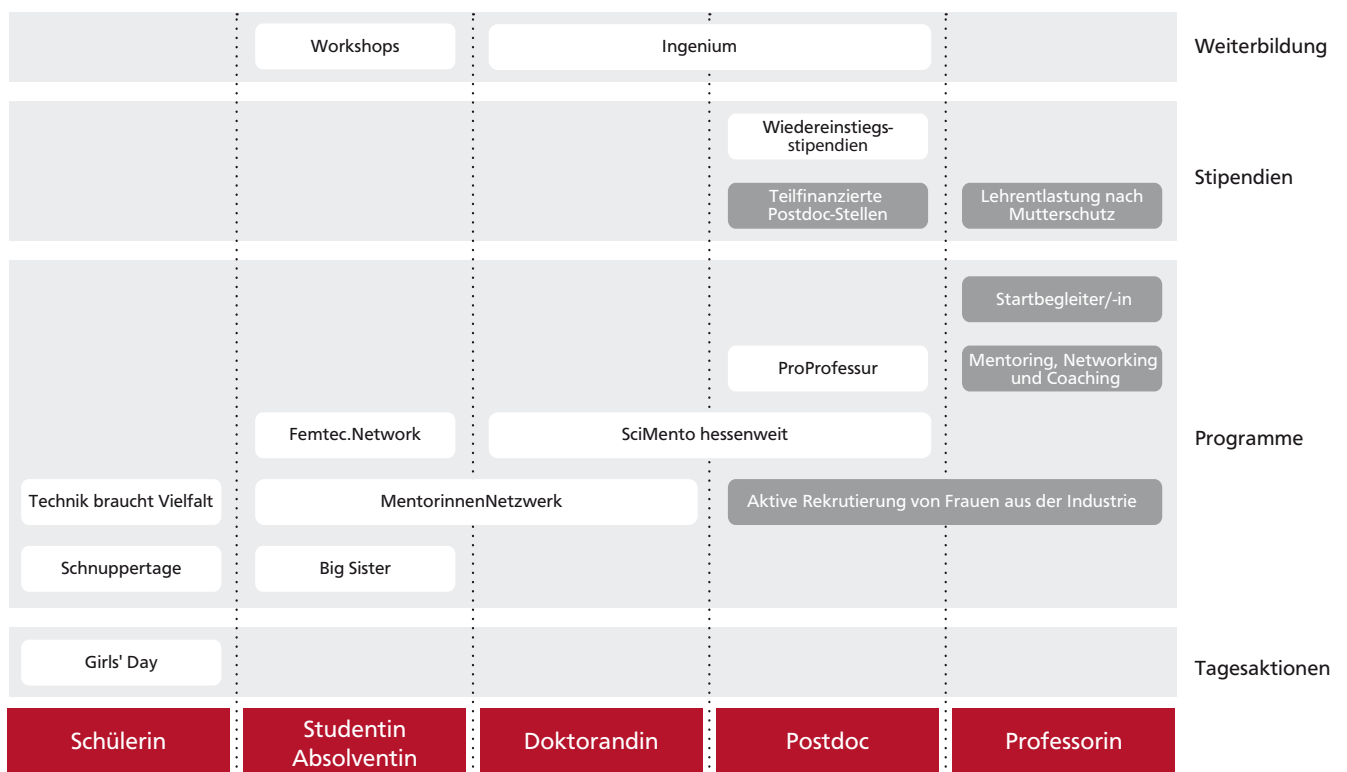 Workshops
Ingenium
Weiterbildung
Wiedereinstiegs-
stipendien
Teilfinanzierte
Postdoc-Stellen
Lehrentlastung nach
Mutterschutz
Stipendien
Startbegleiter/-in
ProProfessur
Mentoring, Networking
und Coaching
Femtec.Network
SciMento hessenweit
Programme
Technik braucht Vielfalt
MentorinnenNetzwerk
Aktive Rekrutierung von Frauen aus der Industrie
Schnuppertage
Big Sister
Girls' Day
Tagesaktionen
Schülerin
Studentin
Absolventin
Doktorandin
Postdoc
Professorin